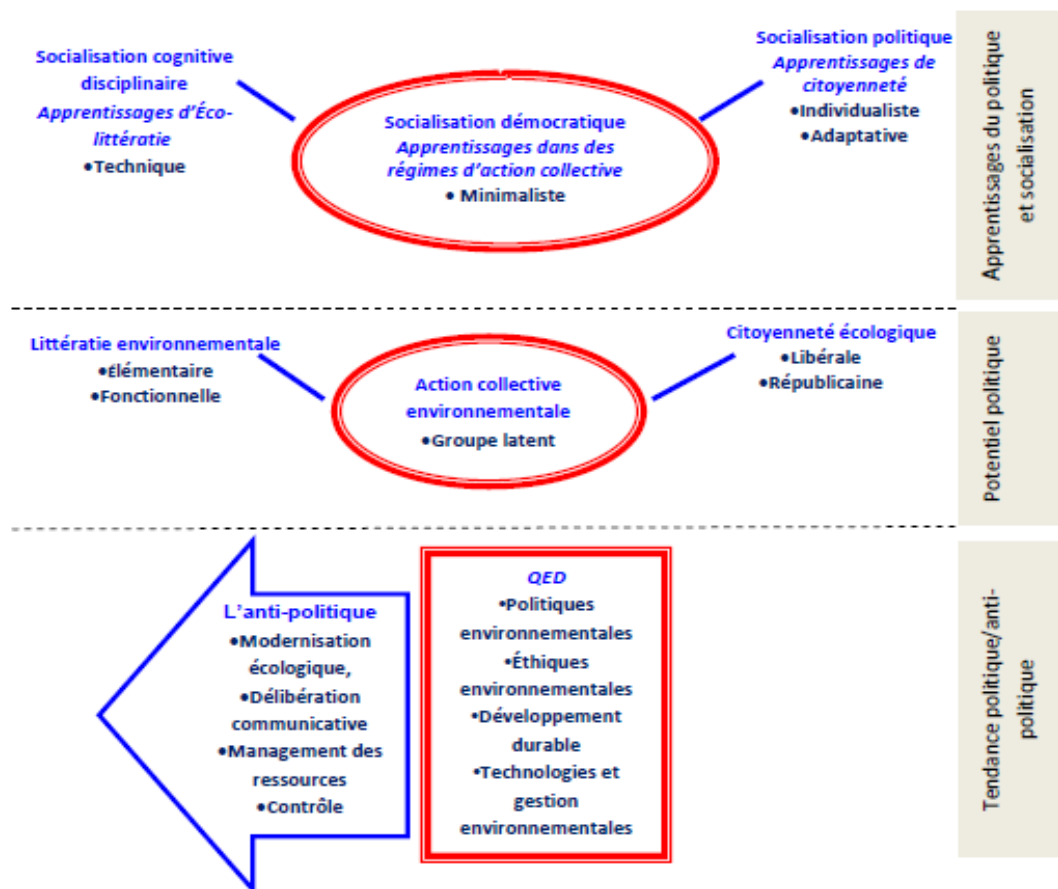 Socialisation cognitive
disciplinaire
Apprentissages d'Éco-
littératie
•Technique
Socialisation démocratique
Apprentissages dans des
régimes d'action collective
• Minimaliste
Socialisation politique
Apprentissages de
citoyenneté
•Individualiste
•Adaptative
Apprentissages du politique
et socialisation
Littératie environnementale
•Élémentaire
•Fonctionnelle
Action collective
environnementale
•Groupe latent
Citoyenneté écologique
•Libérale
•Républicaine
Potentiel politique
L'anti-politique
•Modernisation
écologique,
•Délibération
communicative
•Management des
ressources
•Contrôle
QED
•Politiques
environnementales
•Éthiques
environnementales
•Développement
durable
•Technologies et
gestion
environnementales
Tendance politique/anti-
politique